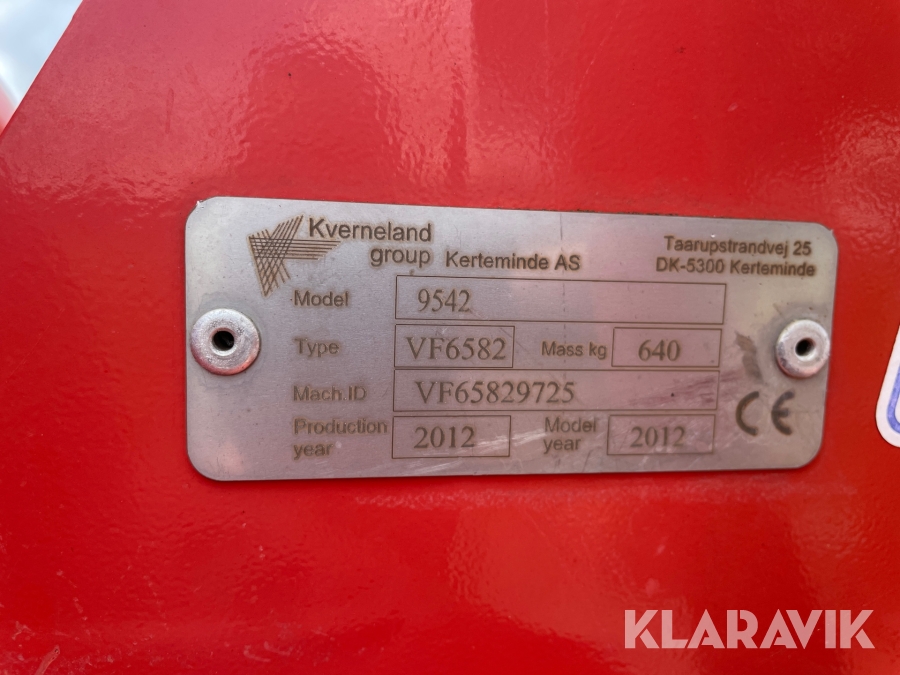 Kverneland
group Kerteminde AS
Taarupstrandvej 25
DK-5300 Kerteminde
Model 9542
Type VF6582 Mass kg 640
Mach.ID VF65829725
Production year 2012 Model year 2012
CE
KLARAVIK